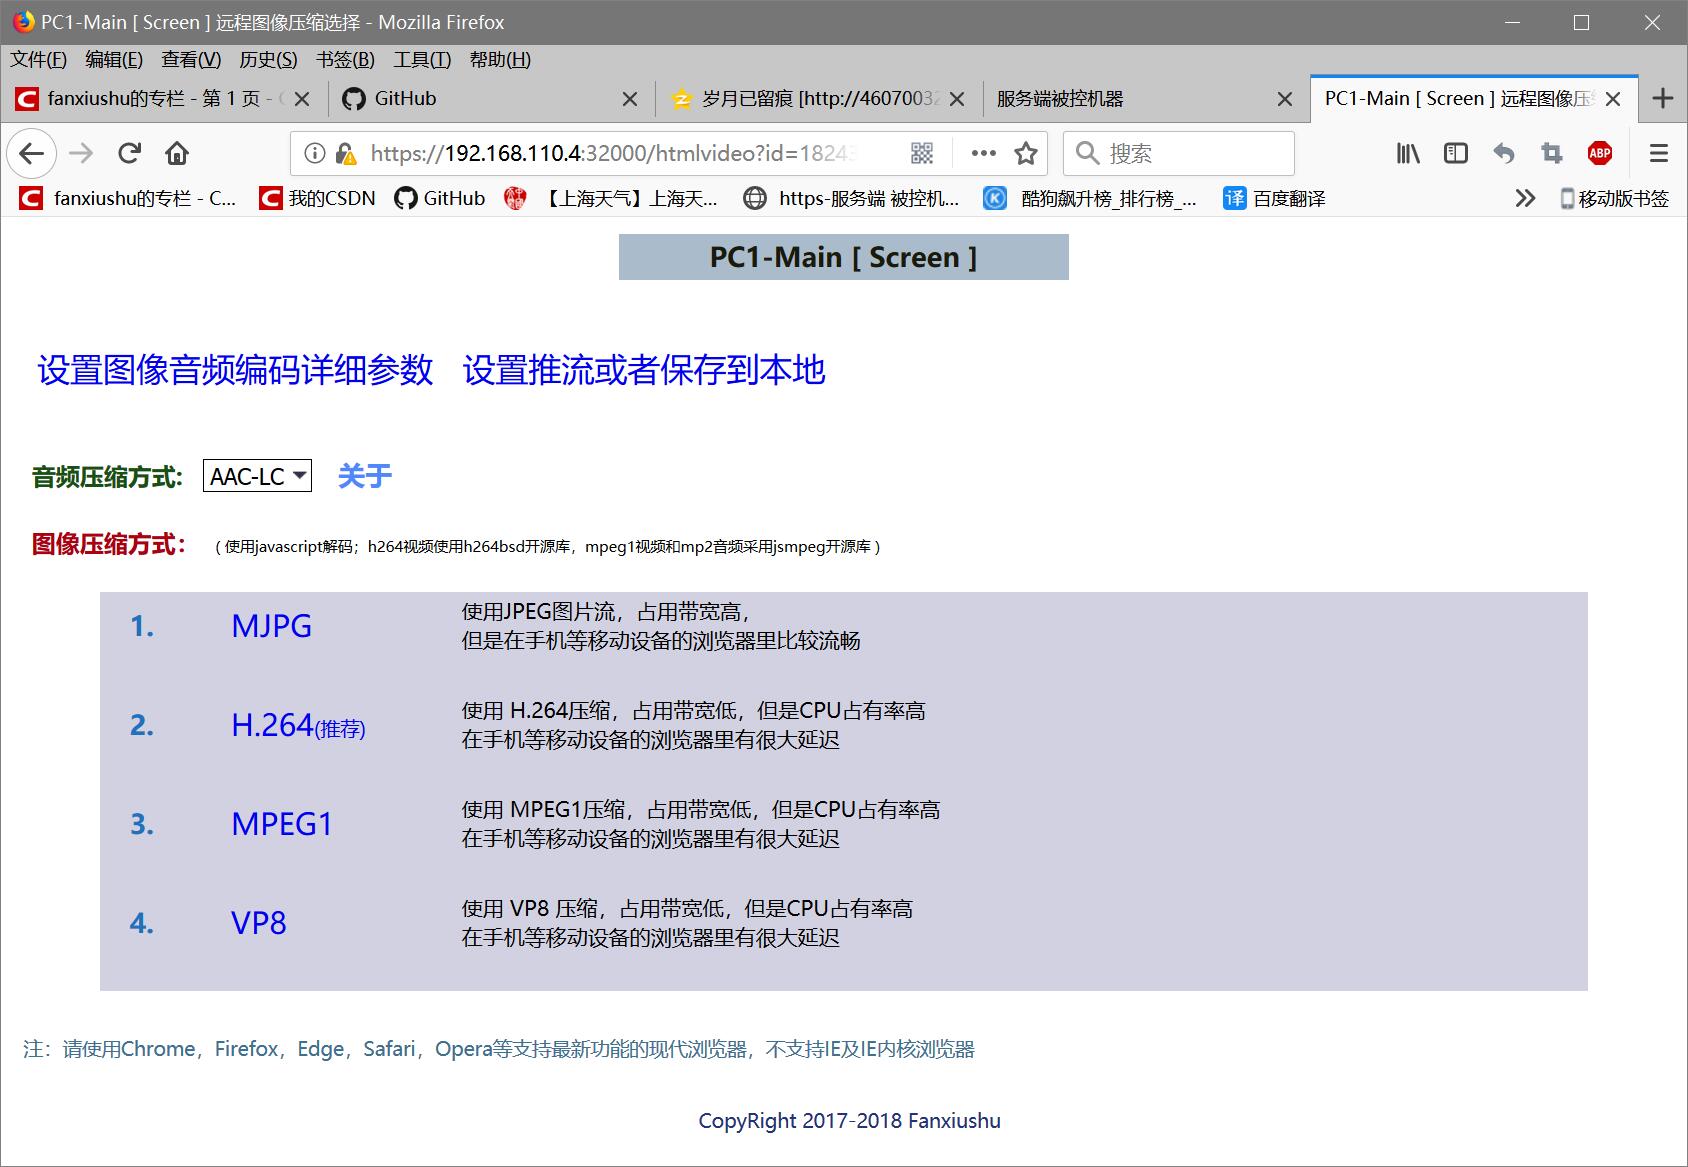 PC1-Main [ Screen ] 远程图像压缩选择 - Mozilla Firefox
文件(F) 编辑(E) 查看(V) 历史(S) 书签(B) 工具(T) 帮助(H)
fanxiushu的专栏 - 第 1 页 - GitHub 岁月已留痕 [http://4607003 服务端被控机器 PC1-Main [ Screen ] 远程图像压
https://192.168.110.4:32000/htmlvideo?id=1824 搜索 ABP
fanxiushu的专栏 - C... 我的CSDN GitHub 【上海天气】上海天... https-服务端 被控机... 酷狗飙升榜_排行榜_... 译 百度翻译 移动版书签
PC1-Main [ Screen ]
设置图像音频编码详细参数 设置推流或者保存到本地
音频压缩方式: AAC-LC 关于
图像压缩方式： ( 使用javascript解码；h264视频使用h264bsd开源库，mpeg1视频和mp2音频采用jsmpeg开源库 )
1. MJPG 使用JPEG图片流，占用带宽高，
但是在手机等移动设备的浏览器里比较流畅
2. H.264(推荐) 使用 H.264压缩，占用带宽低，但是CPU占有率高
在手机等移动设备的浏览器里有很大延迟
3. MPEG1 使用 MPEG1压缩，占用带宽低，但是CPU占有率高
在手机等移动设备的浏览器里有很大延迟
4. VP8 使用 VP8 压缩，占用带宽低，但是CPU占有率高
在手机等移动设备的浏览器里有很大延迟
注：请使用Chrome，Firefox，Edge，Safari，Opera等支持最新功能的现代浏览器，不支持IE及IE内核浏览器
CopyRight 2017-2018 Fanxiushu